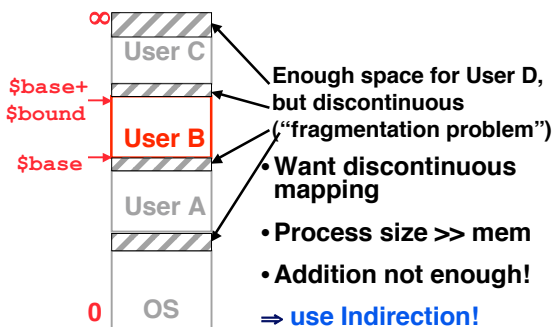 ∞
User C
$base+
$bound
User B
$base
User A
0
OS
Enough space for User D,
but discontinuous
(“fragmentation problem”)
• Want discontinuous
mapping
• Process size >> mem
• Addition not enough!
⇒ use Indirection!